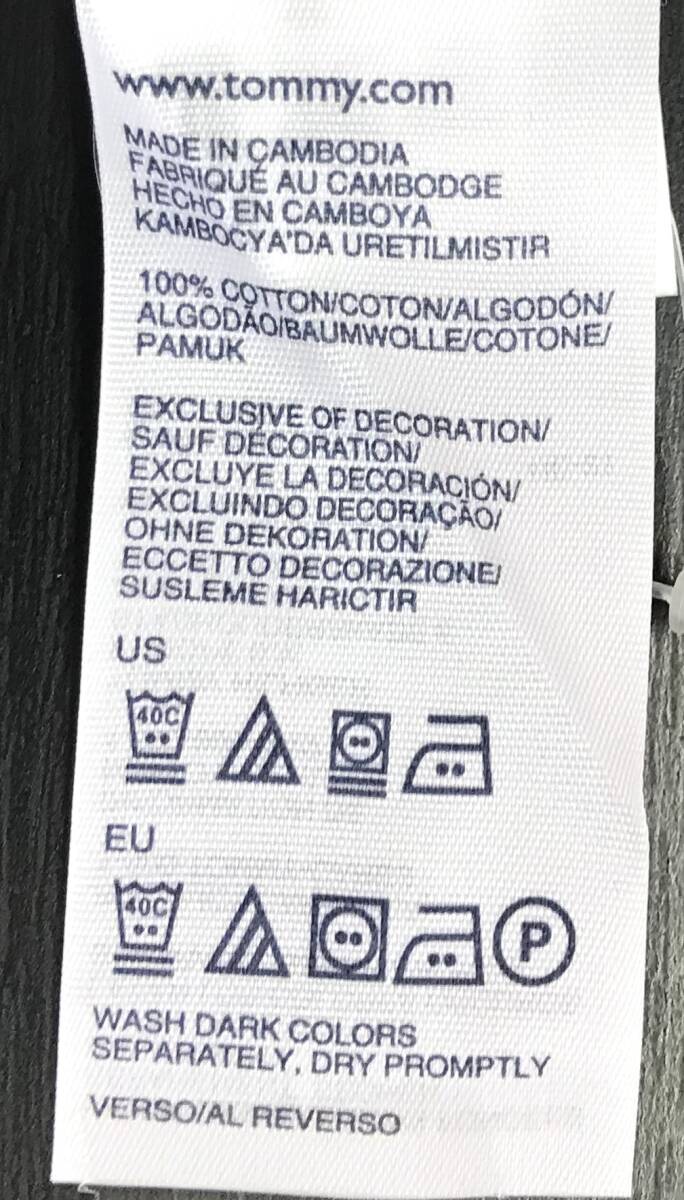 www.tommy.com
MADE IN CAMBODIA
FABRIQUÉ AU CAMBODGE
HECHO EN CAMBOYA
KAMBOCYA'DA URETILMISTIR
100% COTTON/COTON/ALGODÓN/
ALGODÃO/BAUMWOLLE/COTONE/
PAMUK
EXCLUSIVE OF DECORATION/
SAUF DÉCORATION/
EXCLUYE LA DECORACIÓN/
EXCLUINDO DECORAÇÃO/
OHNE DEKORATION/
ECCETTO DECORAZIONE/
SUSLEME HARICTIR
US
40C
EU
40C
P
WASH DARK COLORS
SEPARATELY, DRY PROMPTLY
VERSO/AL REVERSO